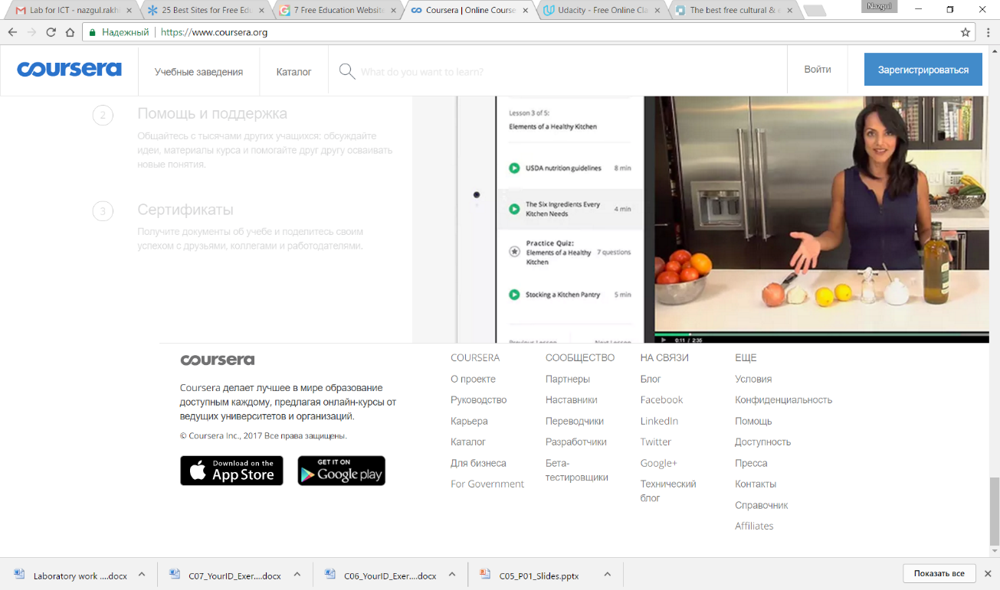 Lab for ICT - nazgul.rakh
25 Best Sites for Free Edu
7 Free Education Website
Coursera | Online Course
Udacity - Free Online Cla
The best free cultural & e
Nazgul
Надежный
https://www.coursera.org
coursera
Учебные заведения
Каталог
What do you want to learn?
Войти
Зарегистрироваться
2
Помощь и поддержка
Общайтесь с тысячами других учащихся: обсуждайте
идеи, материалы курса и помогайте друг другу осваивать
новые понятия.
3
Сертификаты
Получите документы об учебе и поделитесь своим
успехом с друзьями, коллегами и работодателями.
Lesson 3 of 5:
Elements of a Healthy Kitchen
USDA nutrition guidelines 8 min
The Six Ingredients Every
Kitchen Needs
4 min
Practice Quiz:
Elements of a Healthy
Kitchen
7 questions
Stocking a Kitchen Pantry 5 min
Previous Lesson Next Lesson
0:11 / 2:35
coursera
Coursera делает лучшее в мире образование
доступным каждому, предлагая онлайн-курсы от
ведущих университетов и организаций.
© Coursera Inc., 2017 Все права защищены.
Download on the
App Store
GET IT ON
Google play
COURSERA
О проекте
Руководство
Карьера
Каталог
Для бизнеса
For Government
СООБЩЕСТВО
Партнеры
Наставники
Переводчики
Разработчики
Бета-
тестировщики
НА СВЯЗИ
Блог
Facebook
LinkedIn
Twitter
Google+
Технический
блог
ЕЩЕ
Условия
Конфиденциальность
Помощь
Доступность
Пресса
Контакты
Справочник
Affiliates
Laboratory work ....docx
C07_YourID_Exer....docx
C06_YourID_Exer....docx
C05_P01_Slides.pptx
Показать все